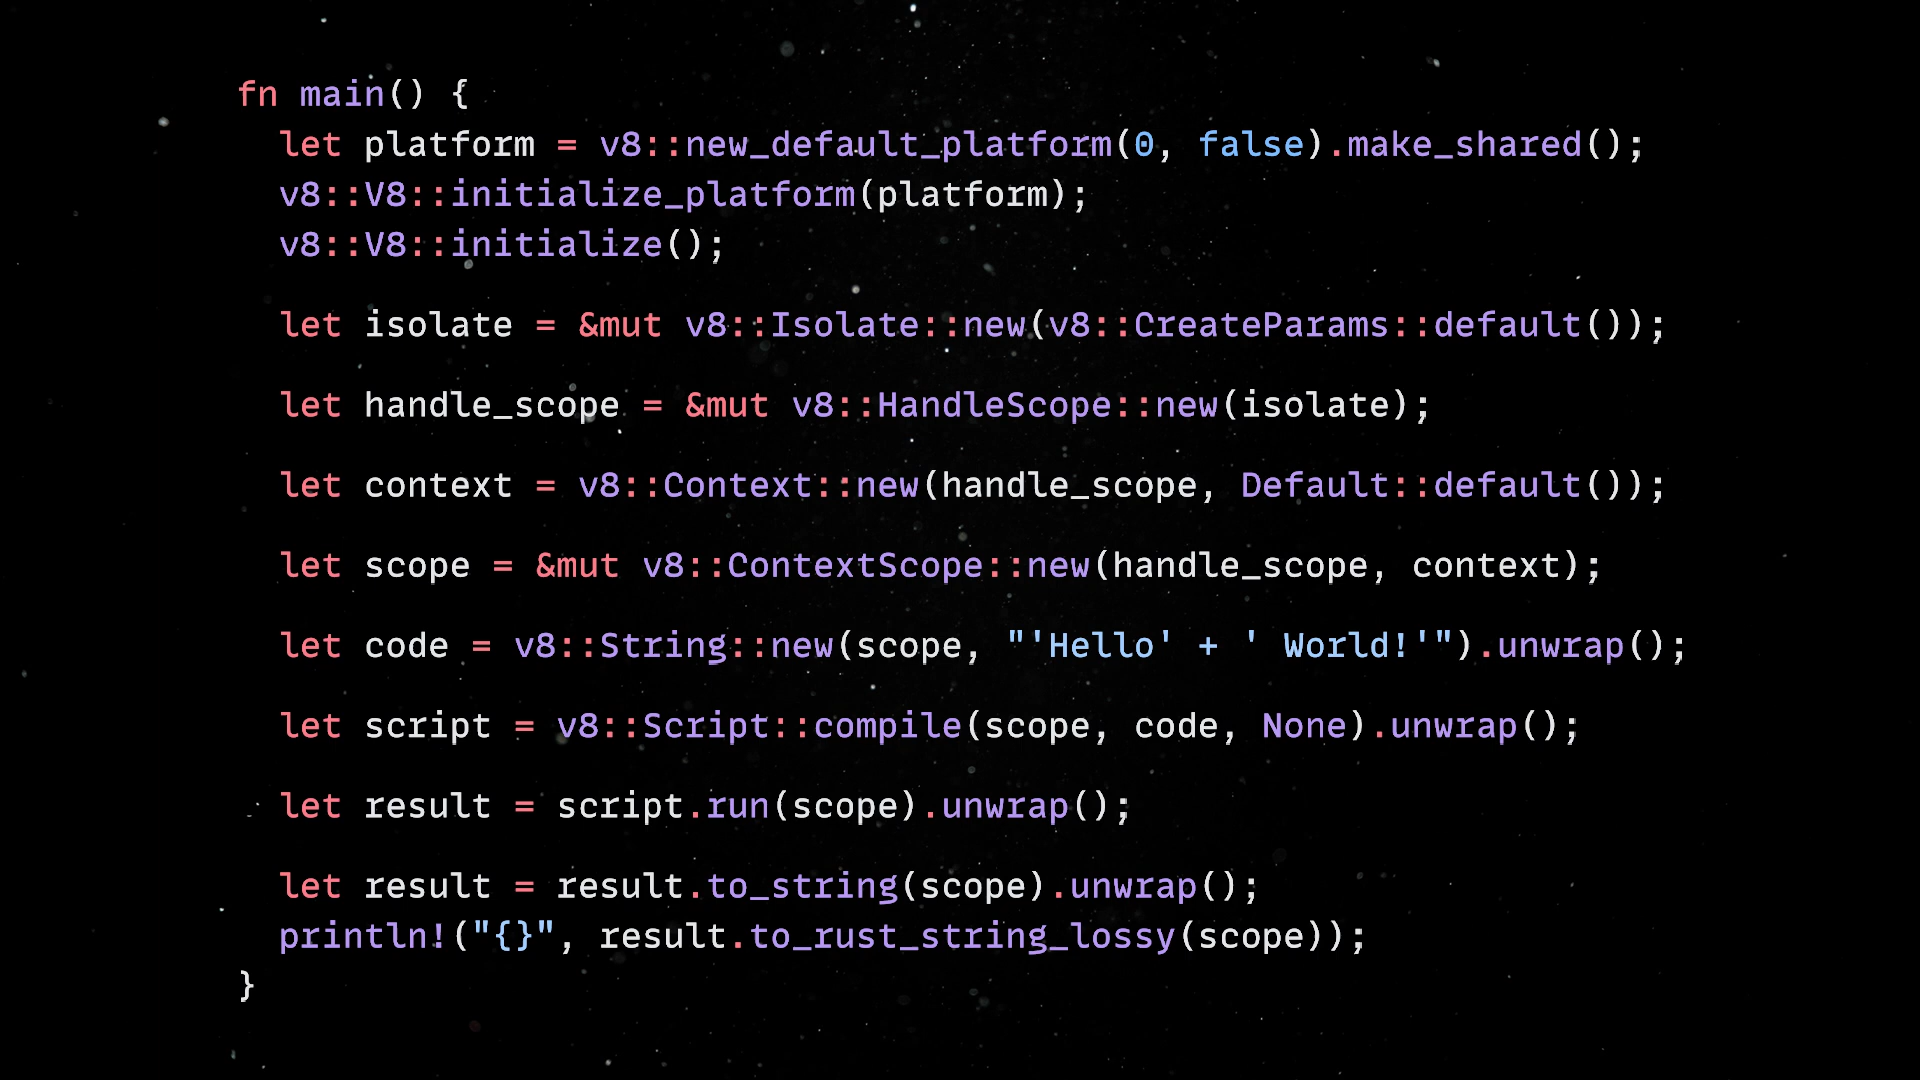 fn main() {
  let platform = v8::new_default_platform(0, false).make_shared();
  v8::V8::initialize_platform(platform);
  v8::V8::initialize();
  let isolate = &mut v8::Isolate::new(v8::CreateParams::default());
  let handle_scope = &mut v8::HandleScope::new(isolate);
  let context = v8::Context::new(handle_scope, Default::default());
  let scope = &mut v8::ContextScope::new(handle_scope, context);
  let code = v8::String::new(scope, "'Hello' + ' World!'").unwrap();
  let script = v8::Script::compile(scope, code, None).unwrap();
  let result = script.run(scope).unwrap();
  let result = result.to_string(scope).unwrap();
  println!("{}", result.to_rust_string_lossy(scope));
}